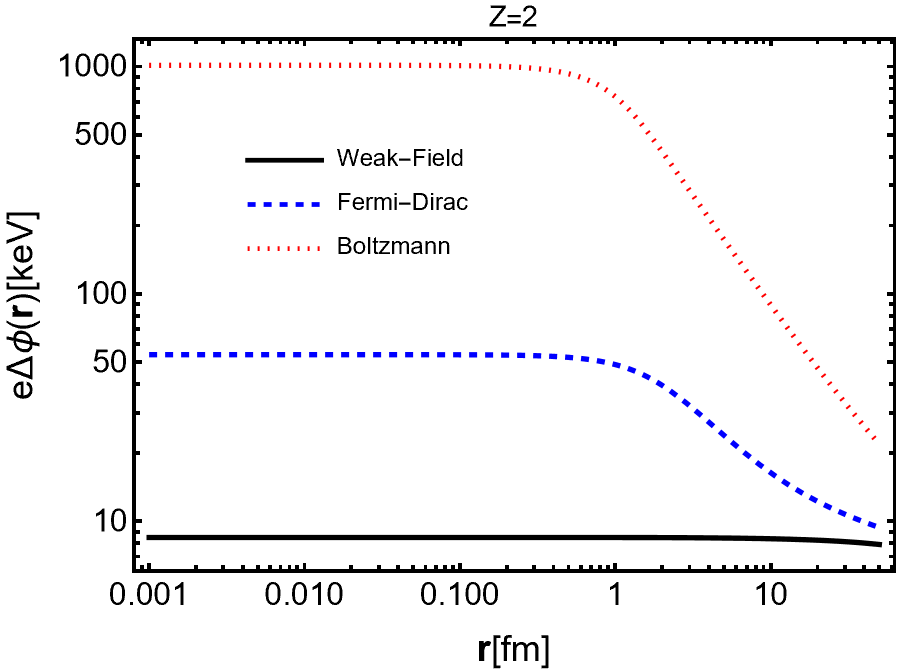 Z=2
eΔϕ(r)[keV]
1000
500
100
50
10
Weak−Field
Fermi−Dirac
Boltzmann
0.001
0.010
0.100
1
10
r[fm]